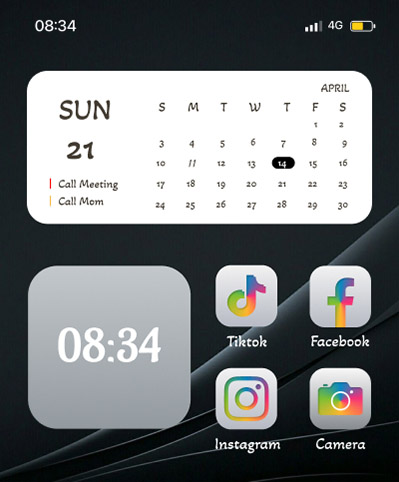 08:34 4G
APRIL
SUN S M T W T F S
1 2
21 3 4 5 6 7 8 9
10 11 12 13 14 15 16
Call Meeting 17 18 19 20 21 22 23
Call Mom 24 25 26 27 28 29 30
08:34
Tiktok Facebook
Instagram Camera